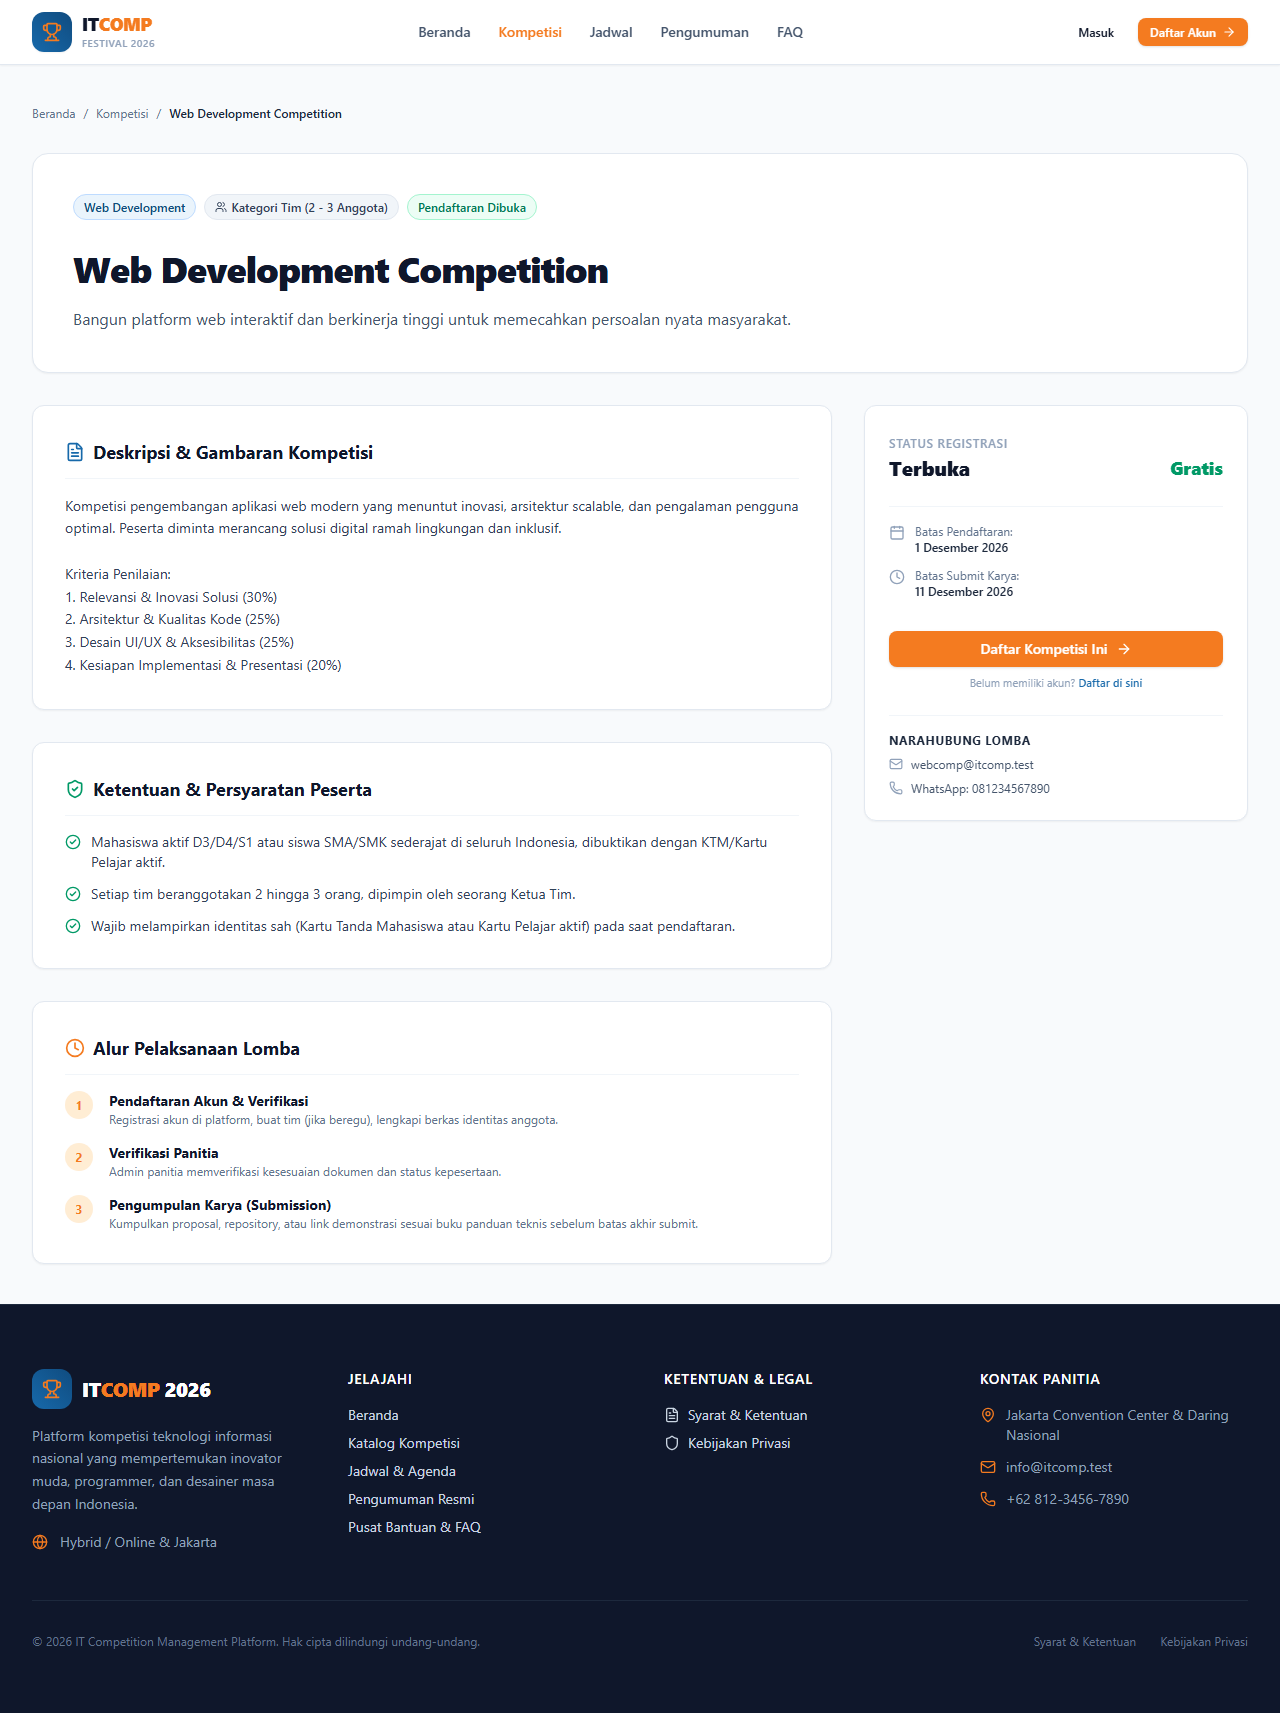 ITCOMP
FESTIVAL 2026
Beranda
Kompetisi
Jadwal
Pengumuman
FAQ
Masuk
Daftar Akun
Beranda / Kompetisi / Web Development Competition
Web Development
Kategori Tim (2 - 3 Anggota)
Pendaftaran Dibuka
Web Development Competition
Bangun platform web interaktif dan berkinerja tinggi untuk memecahkan persoalan nyata masyarakat.
Deskripsi & Gambaran Kompetisi
Kompetisi pengembangan aplikasi web modern yang menuntut inovasi, arsitektur scalable, dan pengalaman pengguna
optimal. Peserta diminta merancang solusi digital ramah lingkungan dan inklusif.
Kriteria Penilaian:
1. Relevansi & Inovasi Solusi (30%)
2. Arsitektur & Kualitas Kode (25%)
3. Desain UI/UX & Aksesibilitas (25%)
4. Kesiapan Implementasi & Presentasi (20%)
STATUS REGISTRASI
Terbuka
Gratis
Batas Pendaftaran:
1 Desember 2026
Batas Submit Karya:
11 Desember 2026
Daftar Kompetisi Ini
Belum memiliki akun? Daftar di sini
NARAHUBUNG LOMBA
webcomp@itcomp.test
WhatsApp: 081234567890
Ketentuan & Persyaratan Peserta
Mahasiswa aktif D3/D4/S1 atau siswa SMA/SMK sederajat di seluruh Indonesia, dibuktikan dengan KTM/Kartu
Pelajar aktif.
Setiap tim beranggotakan 2 hingga 3 orang, dipimpin oleh seorang Ketua Tim.
Wajib melampirkan identitas sah (Kartu Tanda Mahasiswa atau Kartu Pelajar aktif) pada saat pendaftaran.
Alur Pelaksanaan Lomba
1
Pendaftaran Akun & Verifikasi
Registrasi akun di platform, buat tim (jika beregu), lengkapi berkas identitas anggota.
2
Verifikasi Panitia
Admin panitia memverifikasi kesesuaian dokumen dan status kepesertaan.
3
Pengumpulan Karya (Submission)
Kumpulkan proposal, repository, atau link demonstrasi sesuai buku panduan teknis sebelum batas akhir submit.
ITCOMP 2026
Platform kompetisi teknologi informasi
nasional yang mempertemukan inovator
muda, programmer, dan desainer masa
depan Indonesia.
Hybrid / Online & Jakarta
JELAJAHI
Beranda
Katalog Kompetisi
Jadwal & Agenda
Pengumuman Resmi
Pusat Bantuan & FAQ
KETENTUAN & LEGAL
Syarat & Ketentuan
Kebijakan Privasi
KONTAK PANITIA
Jakarta Convention Center & Daring
Nasional
info@itcomp.test
+62 812-3456-7890
© 2026 IT Competition Management Platform. Hak cipta dilindungi undang-undang.
Syarat & Ketentuan
Kebijakan Privasi